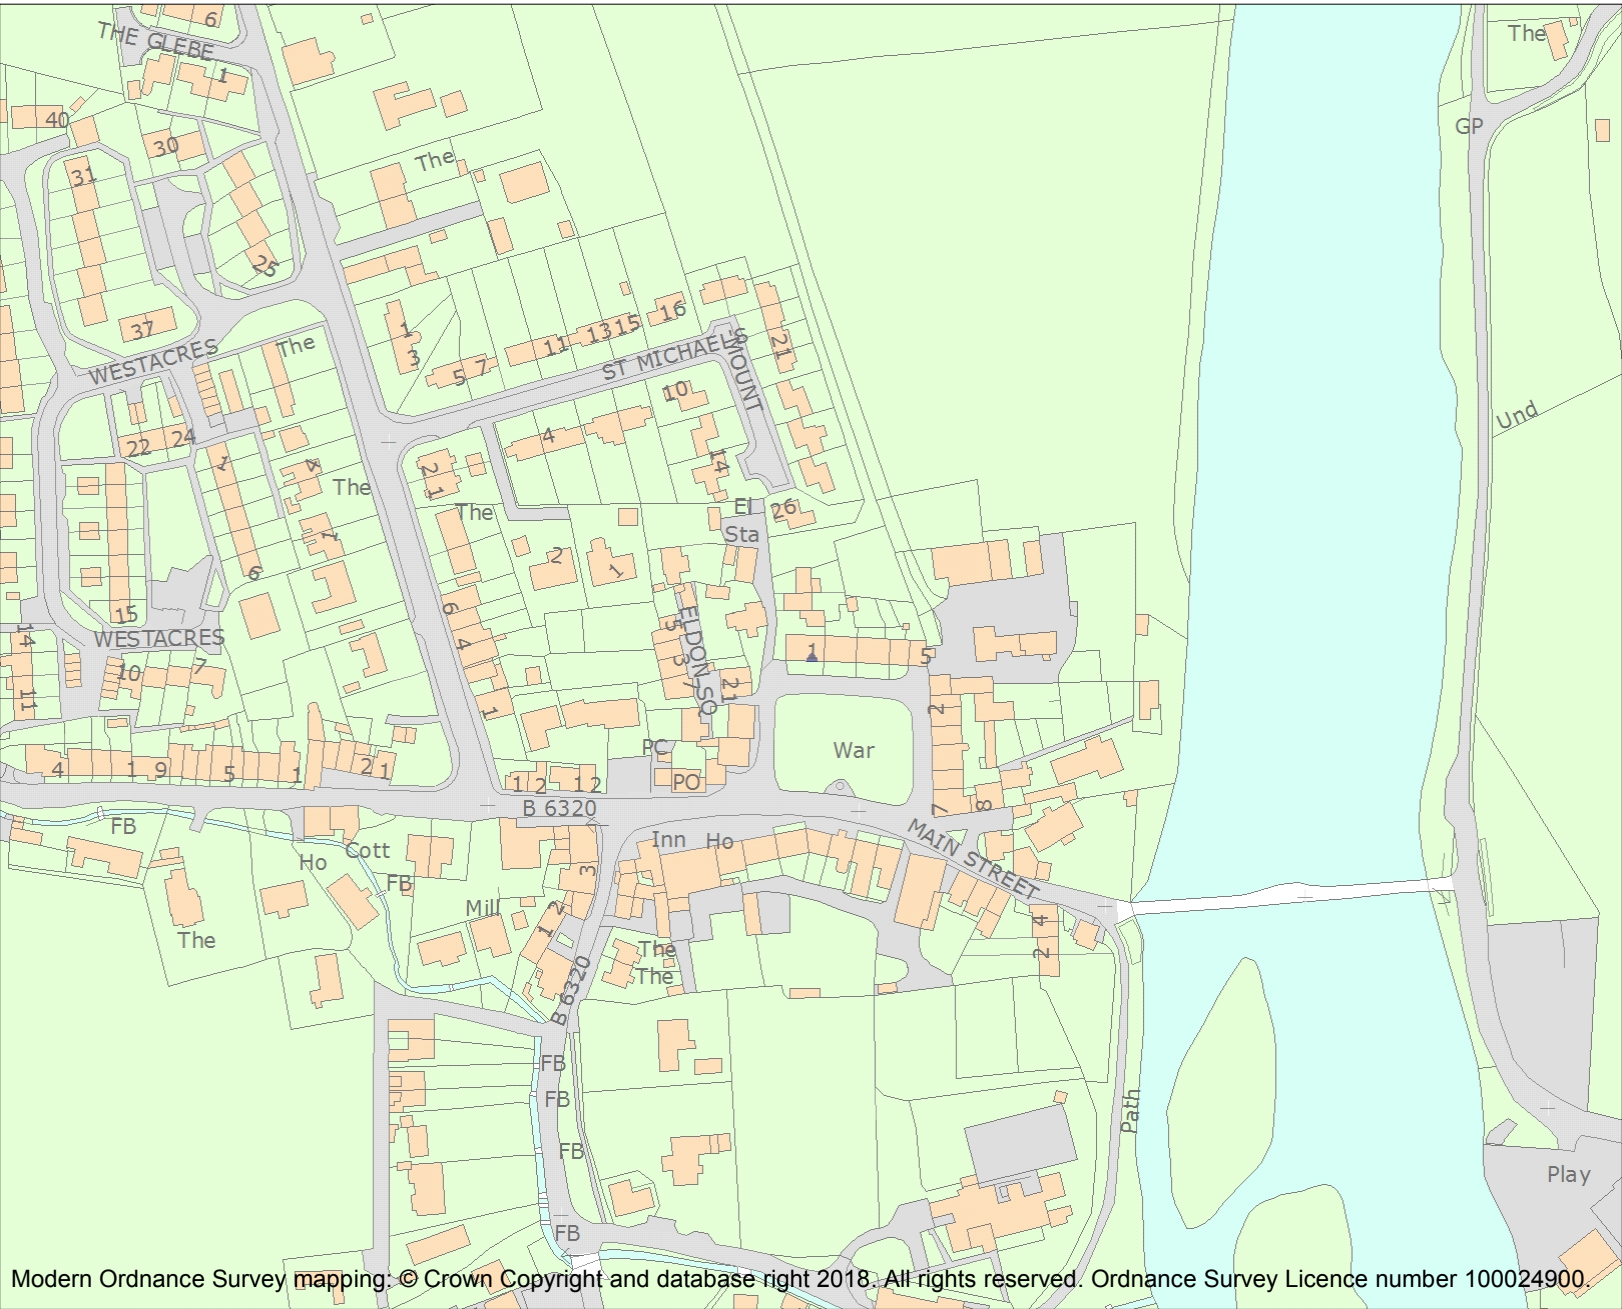 6
THE GLEBE
The
1
40
GP
30
The
31
25
37
1
16
13 15
11
WESTACRES
The
3
ST MICHAEL'S
MOUNT
21
5 7
10
Und
22 24
4
1
4
14
The
2
1
The
El
Sta
26
1
2
1
6
15
6
WESTACRES
14
4
5
ELDON SQ
1
5
3
10
7
7
21
11
1
2
War
PC
4
1 9
5
1
2 1
1 2
1 2
PO
B 6320
7
8
FB
Inn
Ho
MAIN STREET
Ho
Cott
3
FB
Mill
2
1
4
The
The
2
The
B 6320
FB
FB
Path
FB
Play
FB
Modern Ordnance Survey mapping: © Crown Copyright and database right 2018. All rights reserved. Ordnance Survey Licence number 100024900.